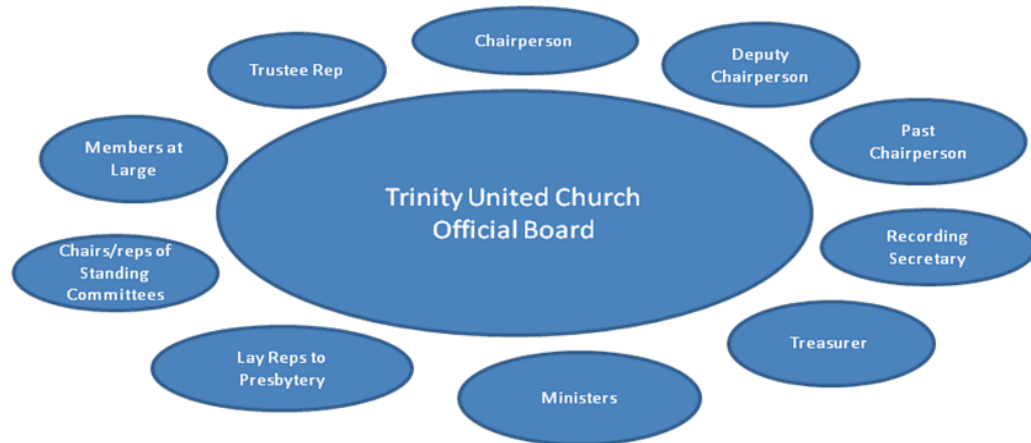 Chairperson
Deputy
Chairperson
Trustee Rep
Past
Chairperson
Members at
Large
Trinity United Church
Official Board
Recording
Secretary
Chairs/reps of
Standing
Committees
Treasurer
Lay Reps to
Presbytery
Ministers